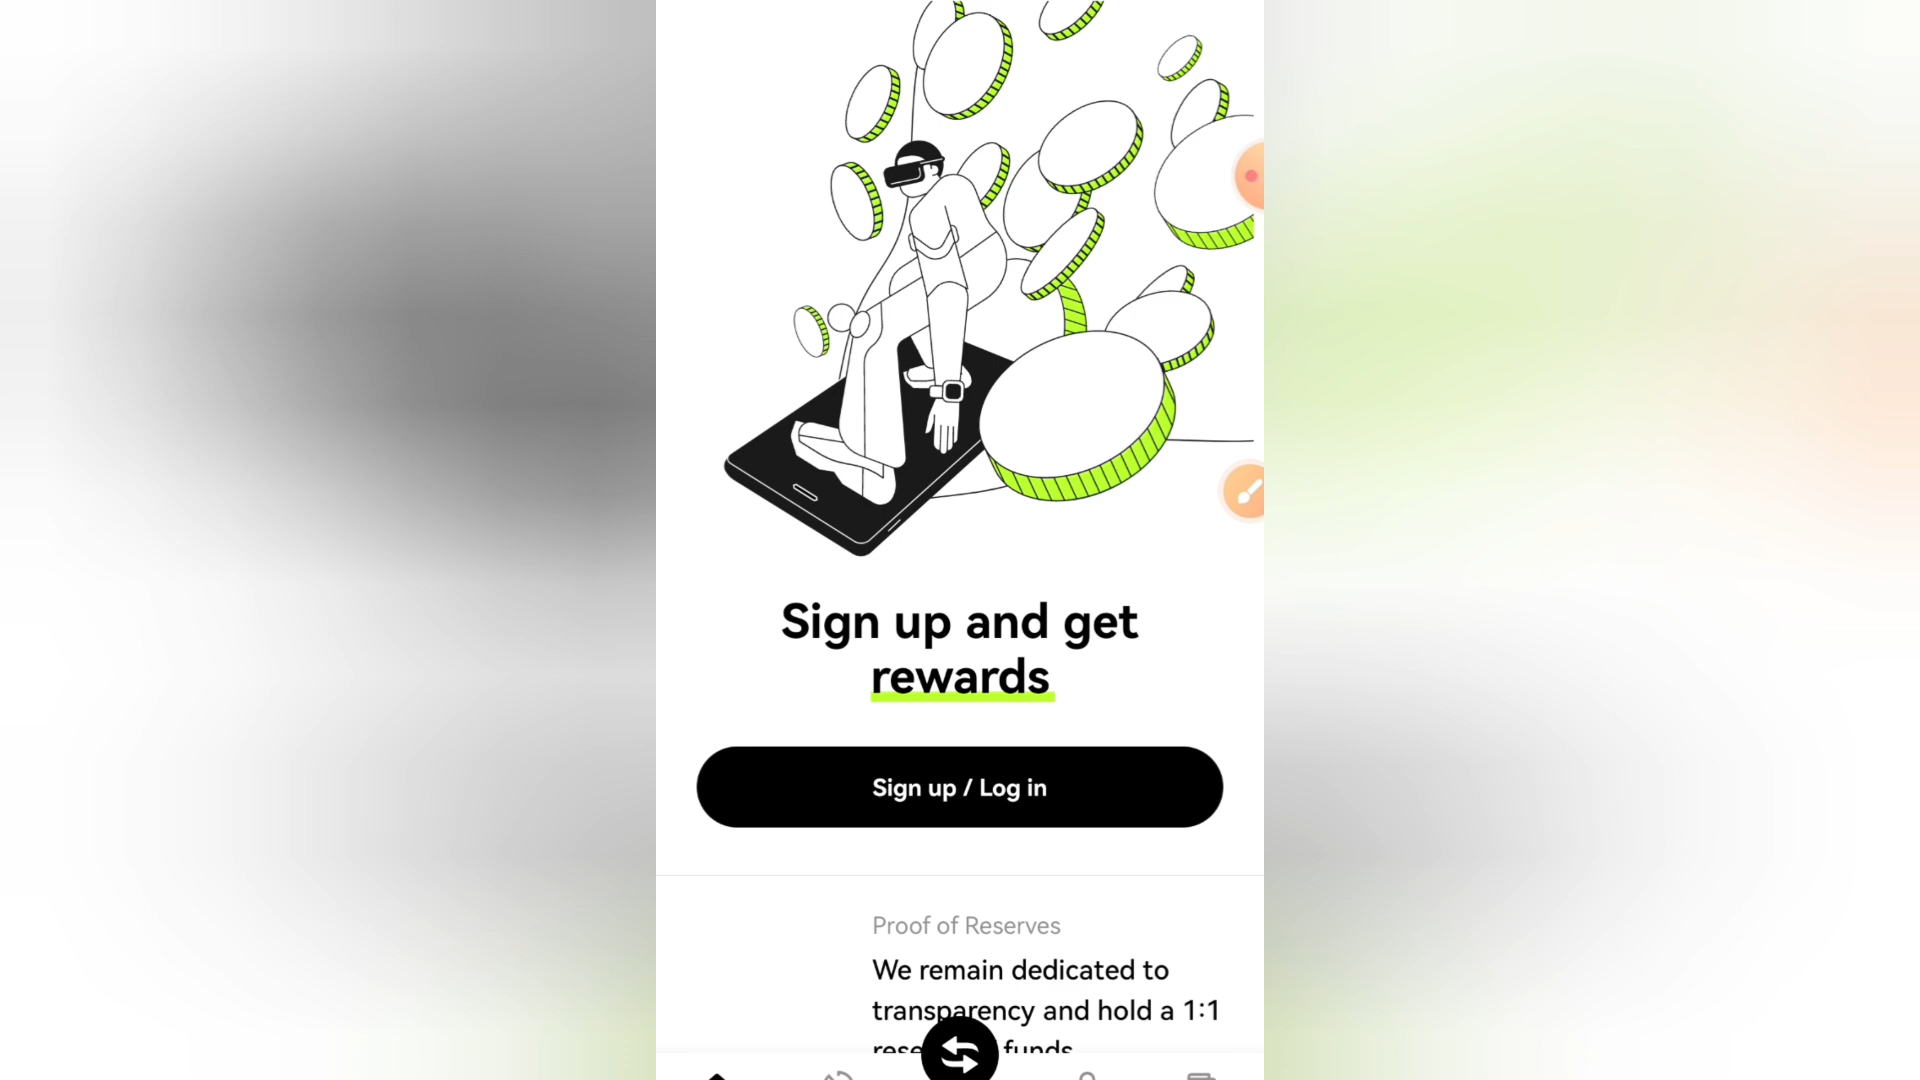 Sign up and get
rewards
Sign up / Log in
Proof of Reserves
We remain dedicated to
transparency and hold a 1:1
funds